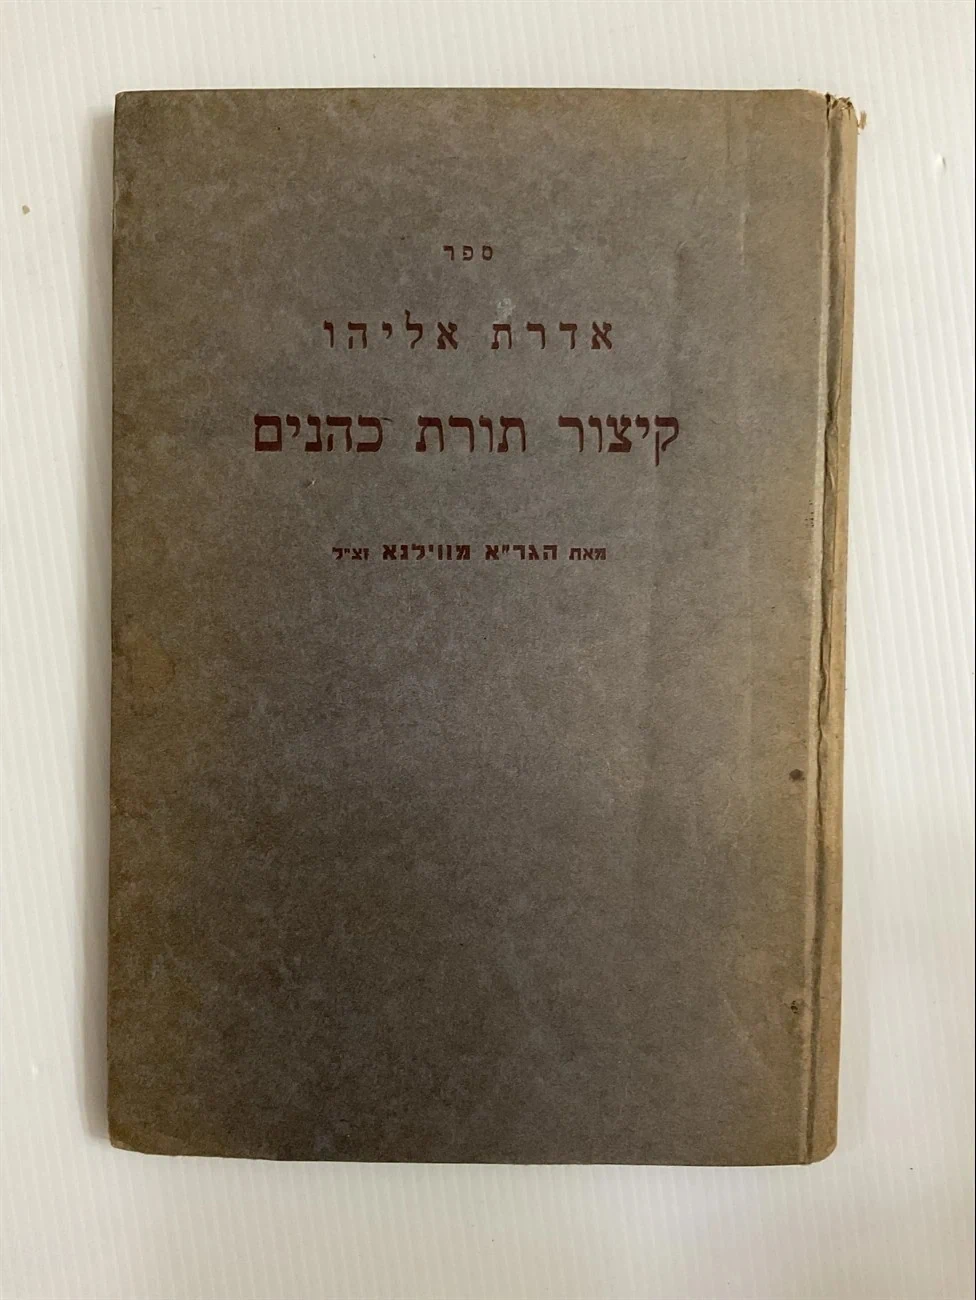 ספר
אדרת אליהו
קיצור תורת כהנים
מאת הגר"א מווילנא זצ"ל